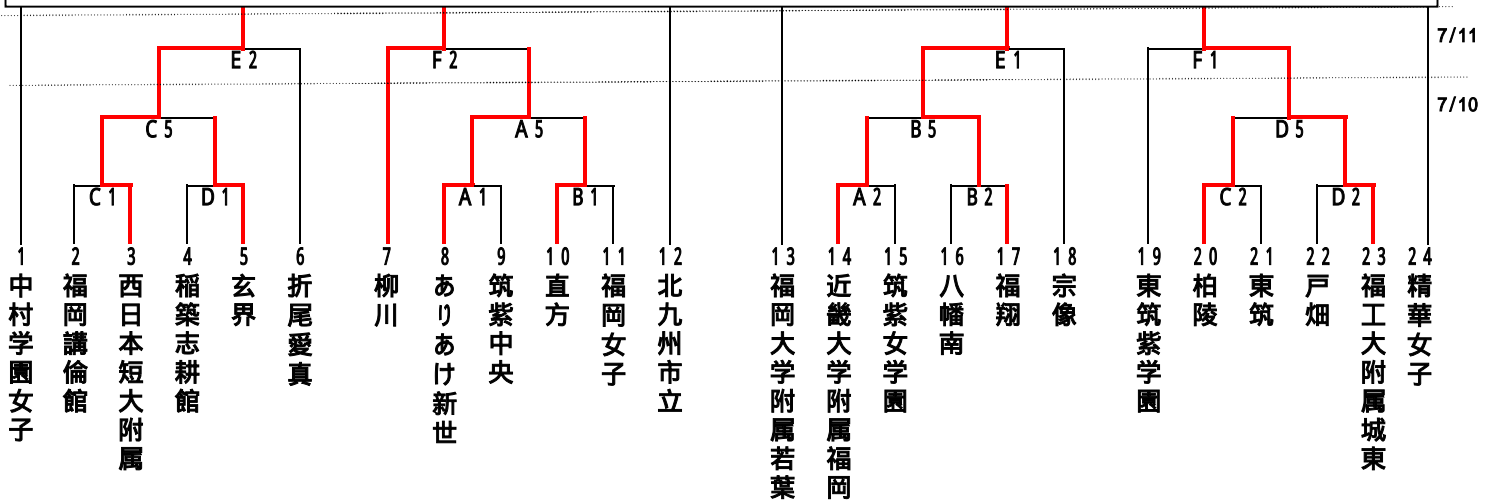 7/11
E2
F2
E1
F1
7/10
C5
A5
B5
D5
C1
D1
A1
B1
A2
B2
C2
D2
1 中村学園女子
2 福岡講倫館
3 西日本短大附属
4 稲築志耕館
5 玄界
6 折尾愛真
7 柳川
8 ありあけ新世
9 筑紫中央
10 直方
11 福岡女子
12 北九州市立
13 福岡大学附属若葉
14 近畿大学附属福岡
15 筑紫女学園
16 八幡南
17 福翔
18 宗像
19 東筑紫学園
20 柏陵
21 東筑
22 戸畑
23 福工大附属城東
24 精華女子